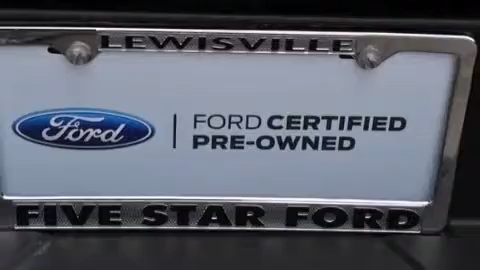 LEWISVILLE
Ford
FORD CERTIFIED
PRE-OWNED
FIVE STAR FORD